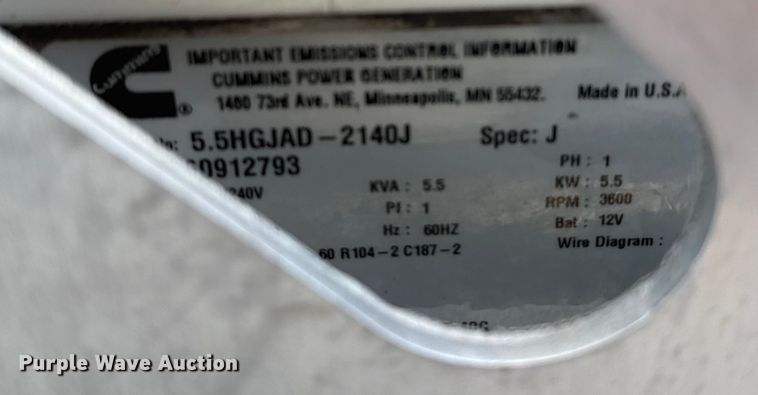 Cummins
IMPORTANT EMISSIONS CONTROL INFORMATION
CUMMINS POWER GENERATION
1400 73rd Ave. NE, Minneapolis, MN 55432. Made in U.S.A
®
5.5HGJAD-2140J Spec: J
0912793 PH : 1
240V KVA : 5.5 KW : 5.5
PF: 1 RPM : 3600
Hz : 60HZ Bat : 12V
60 R104-2 C187-2 Wire Diagram :
Purple Wave Auction